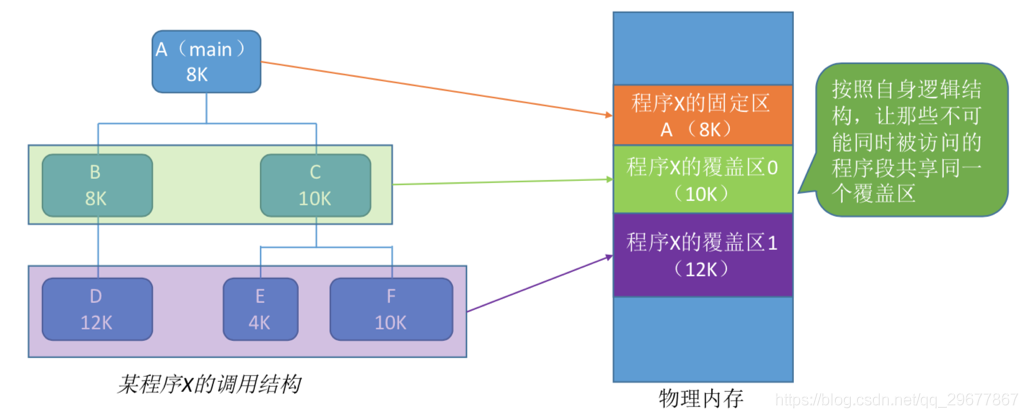 A（main）
8K
B
8K
C
10K
D
12K
E
4K
F
10K
某程序X的调用结构
程序X的固定区
A （8K）
程序X的覆盖区0
（10K）
程序X的覆盖区1
（12K）
物理内存
按照自身逻辑结
构，让那些不可
能同时被访问的
程序段共享同一
个覆盖区
https://blog.csdn.net/qq_29677867